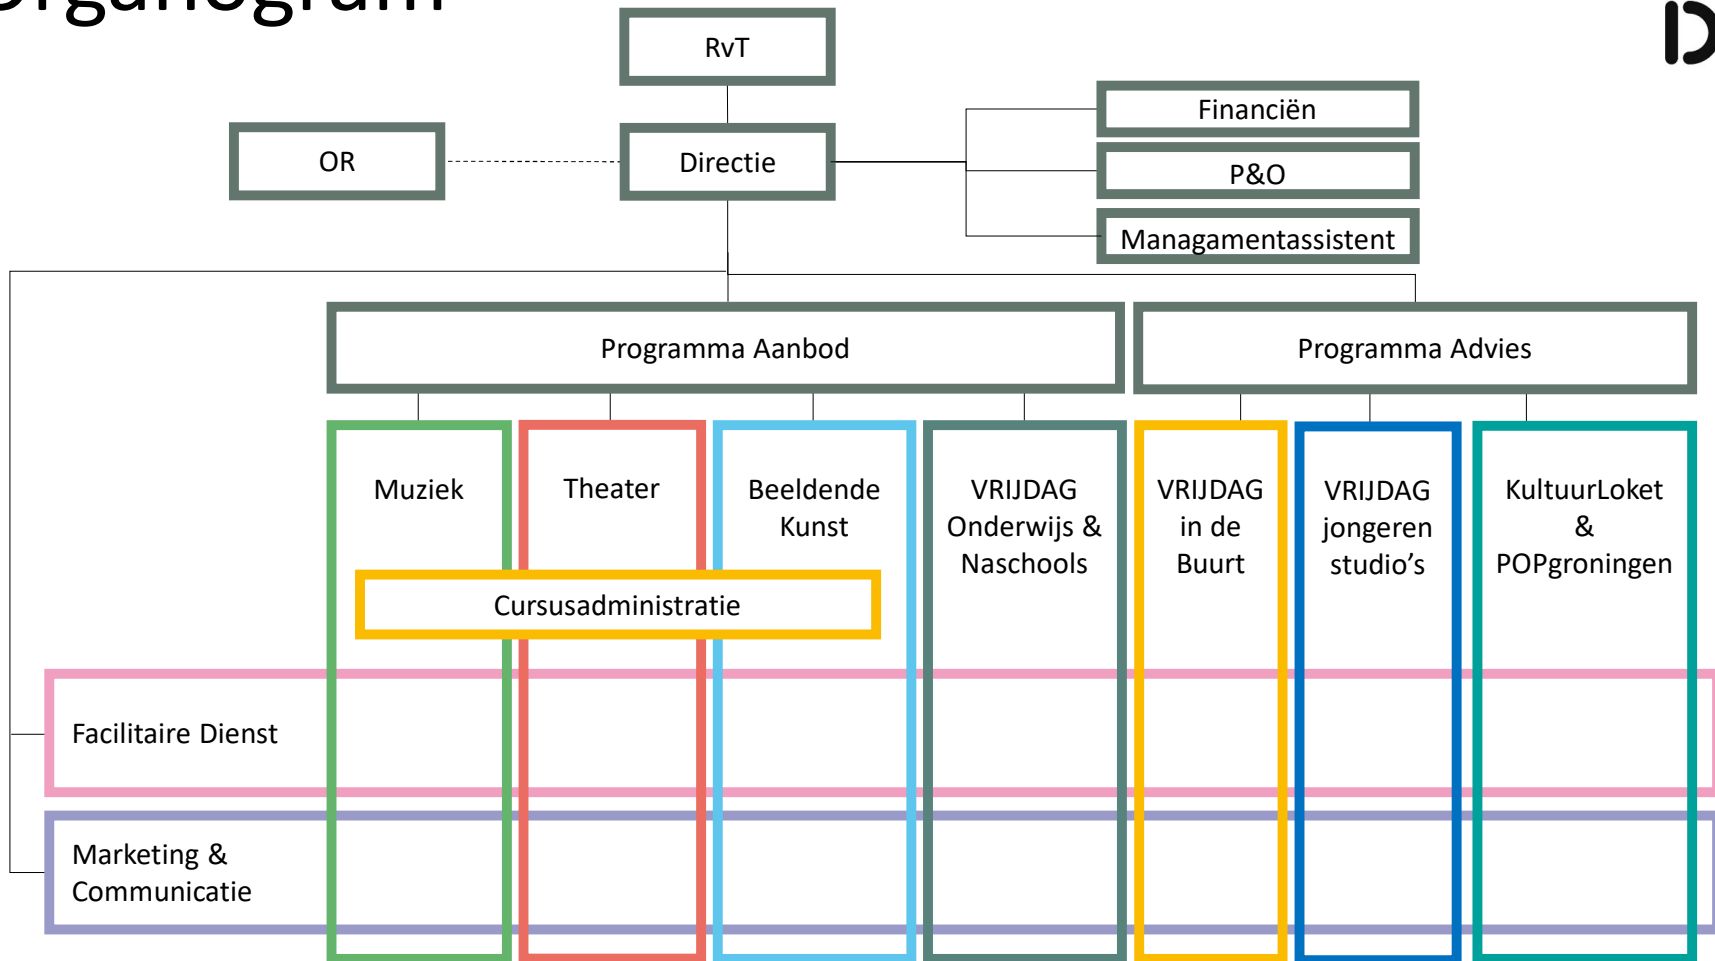 Organogram
RvT
Financiën
OR
Directie
P&O
Managamentassistent
Programma Aanbod
Programma Advies
Muziek
Theater
Beeldende
Kunst
VRIJDAG
Onderwijs &
Naschools
VRIJDAG
in de
Buurt
VRIJDAG
jongeren
studio’s
KultuurLoket
&
POPgroningen
Cursusadministratie
Facilitaire Dienst
Marketing &
Communicatie